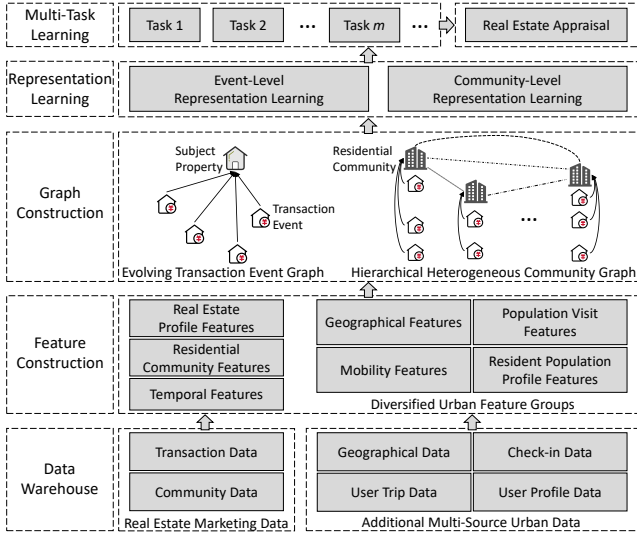 Multi-Task
Learning
Task 1
Task 2
...
Task m
...
Real Estate Appraisal
Representation
Learning
Event-Level
Representation Learning
Community-Level
Representation Learning
Graph
Construction
Subject
Property
Transaction
Event
Evolving Transaction Event Graph
Residential
Community
...
Hierarchical Heterogeneous Community Graph
Feature
Construction
Real Estate
Profile Features
Residential
Community Features
Temporal Features
Geographical Features
Population Visit
Features
Mobility Features
Resident Population
Profile Features
Diversified Urban Feature Groups
Data
Warehouse
Transaction Data
Community Data
Real Estate Marketing Data
Geographical Data
Check-in Data
User Trip Data
User Profile Data
Additional Multi-Source Urban Data